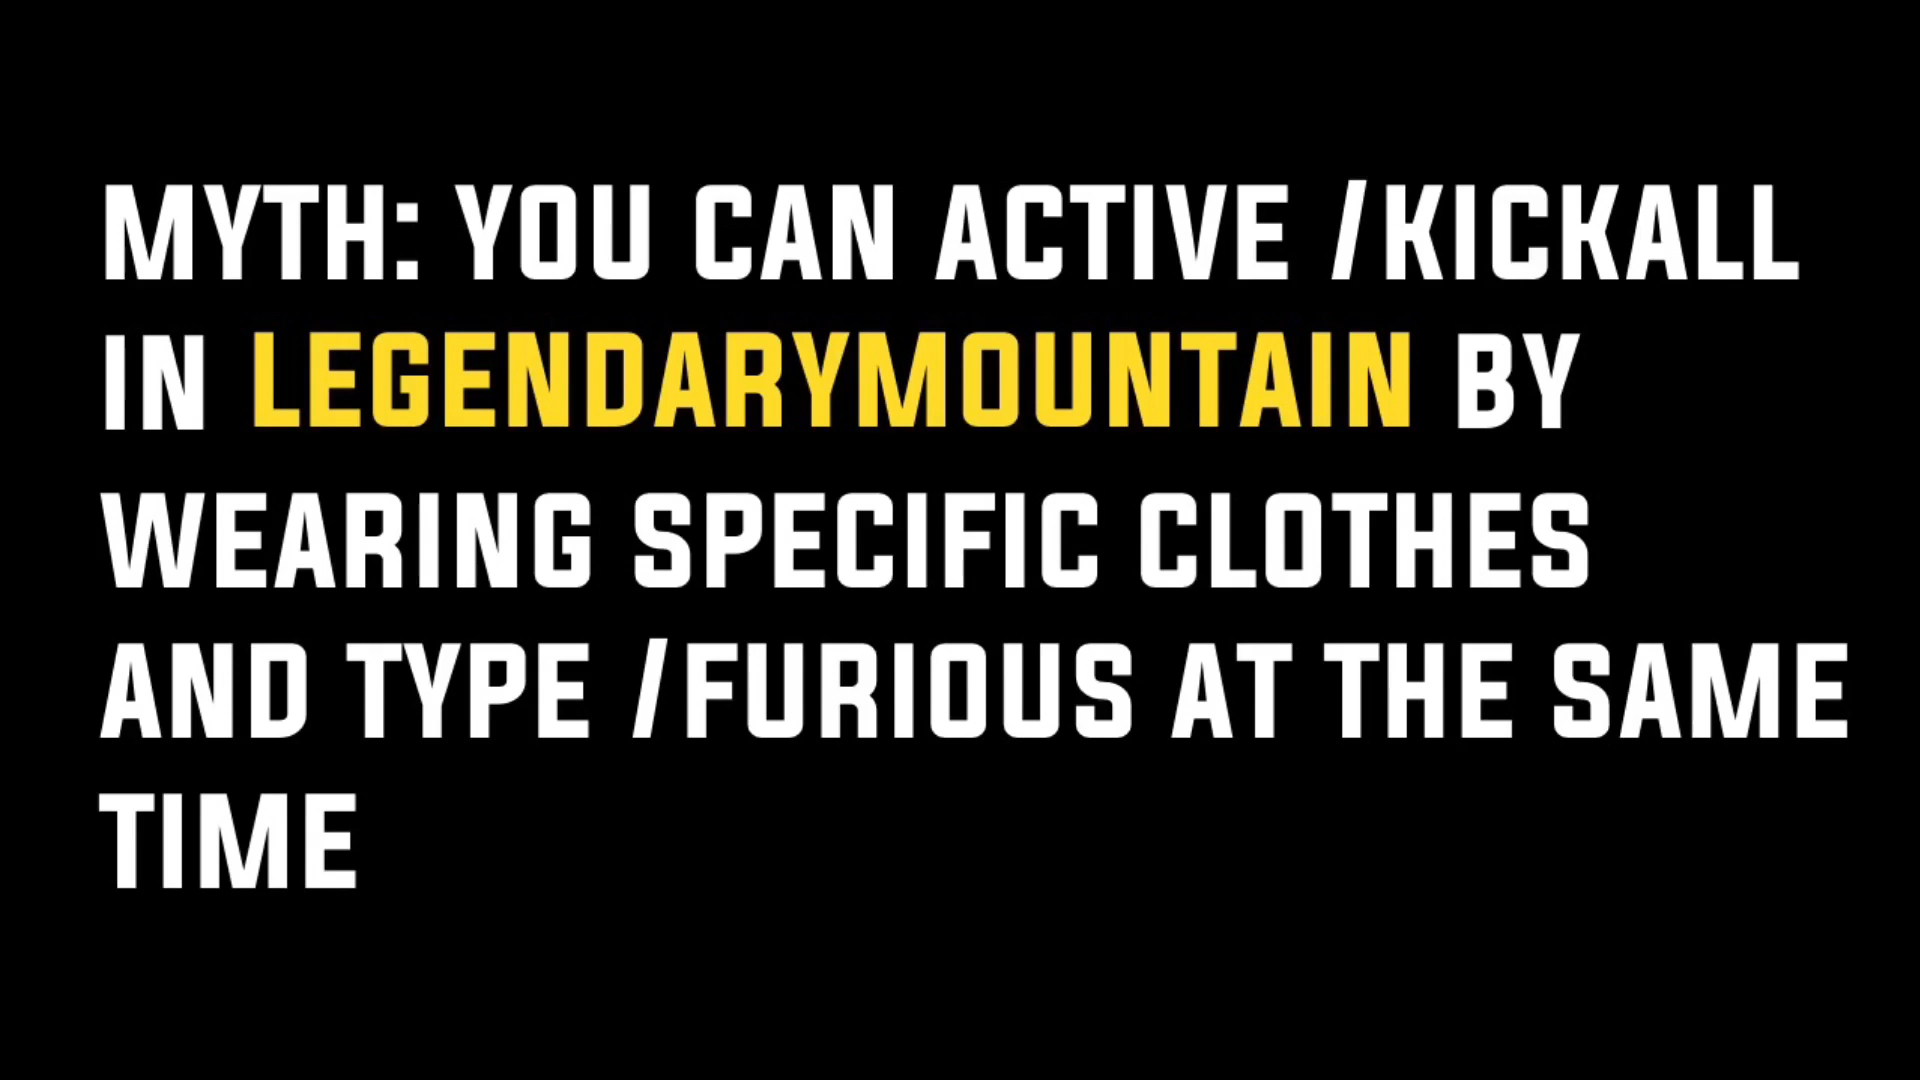 MYTH: YOU CAN ACTIVE /KICKALL
IN LEGENDARYMOUNTAIN BY
WEARING SPECIFIC CLOTHES
AND TYPE /FURIOUS AT THE SAME
TIME